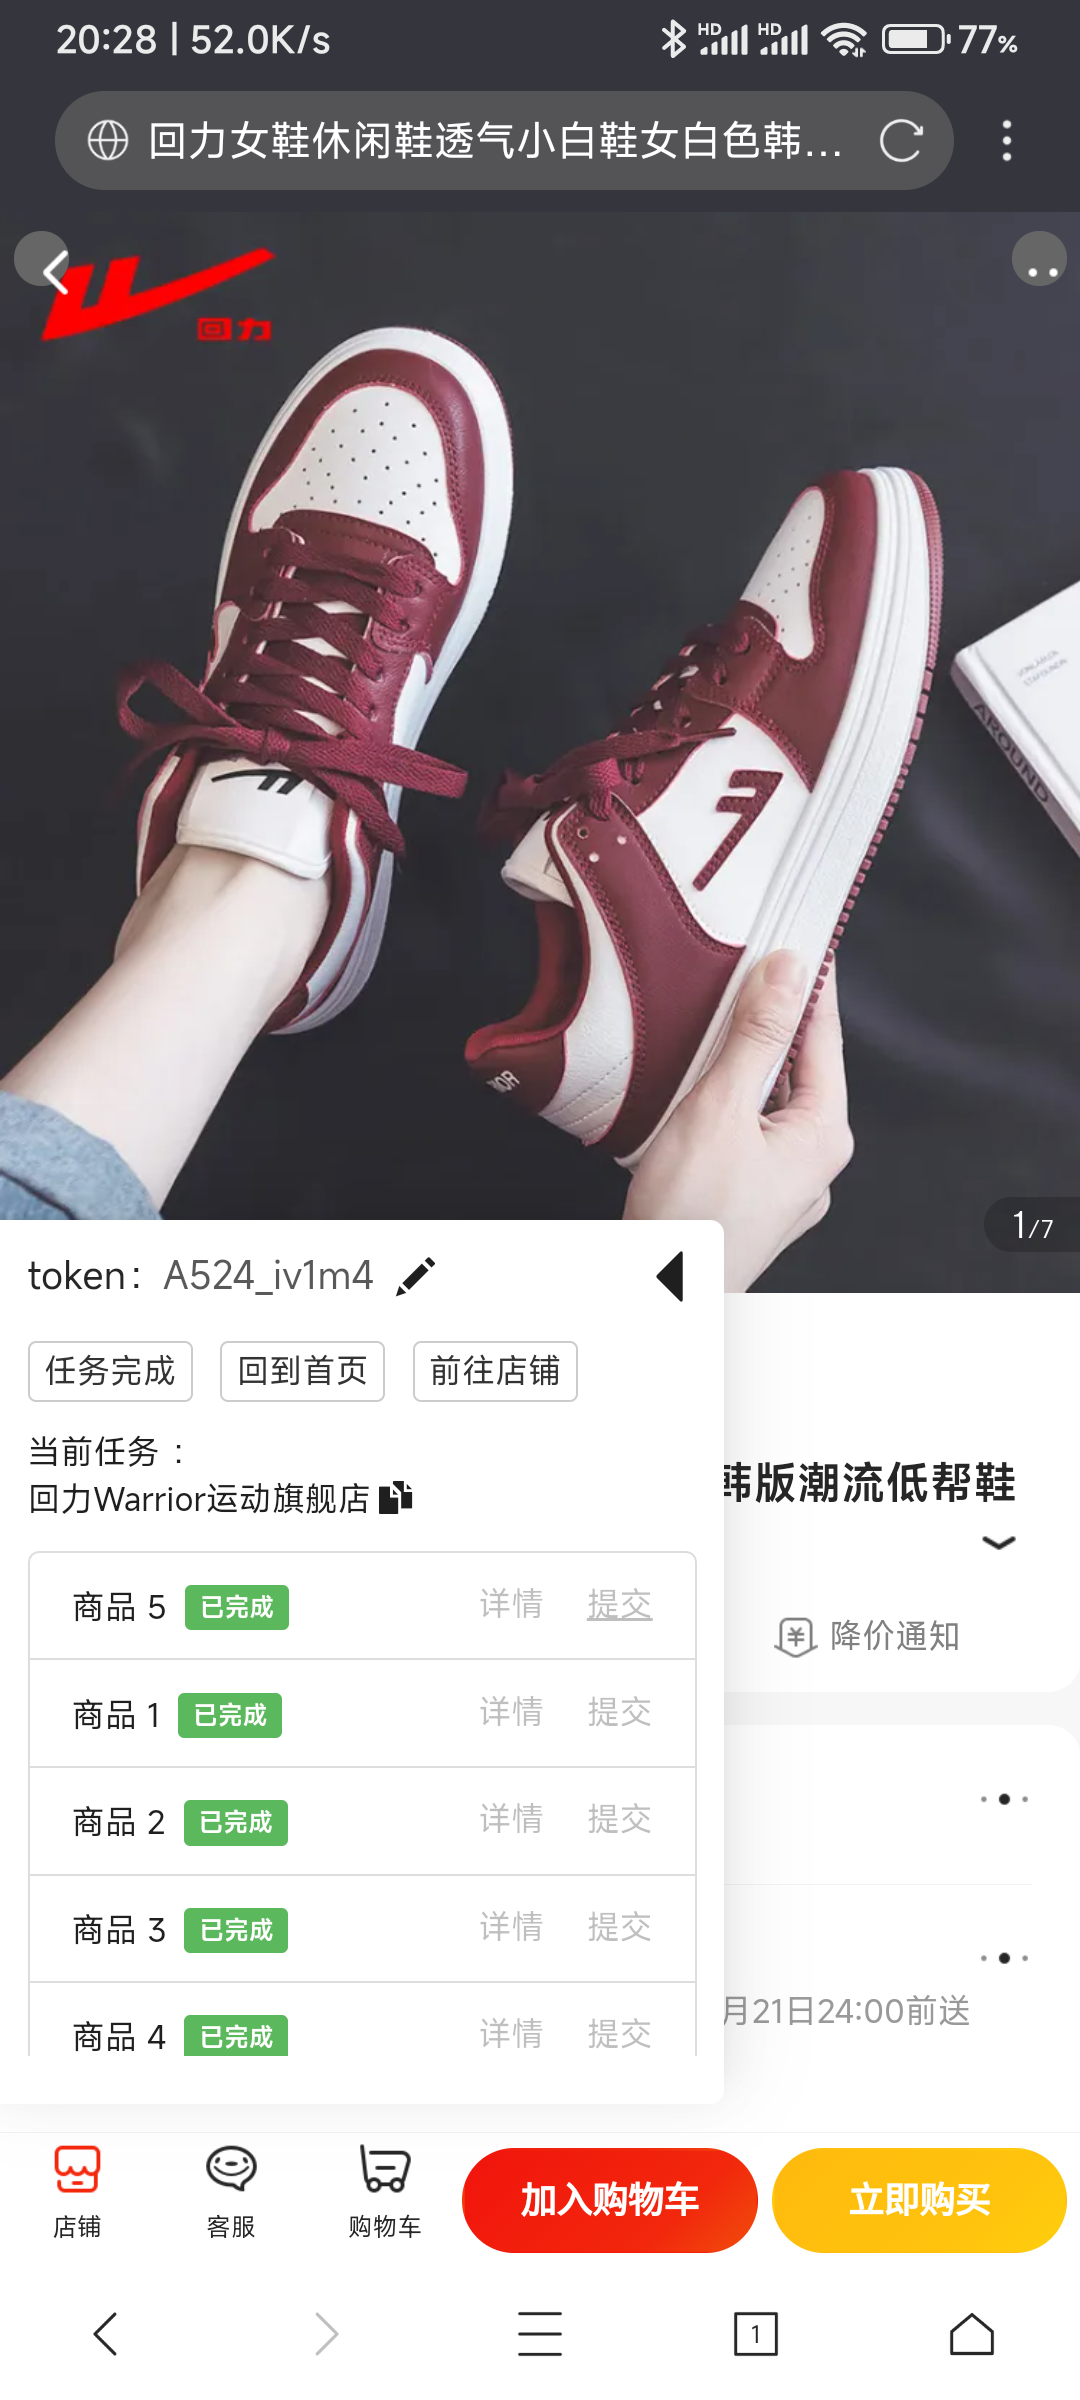 20:28 | 52.0K/s
HD HD 77%
回力女鞋休闲鞋透气小白鞋女白色韩...
回力
AROUND
1/7
token: A524_iv1m4
任务完成 回到首页 前往店铺
当前任务：
回力Warrior运动旗舰店
韩版潮流低帮鞋
降价通知
商品 5 已完成 详情 提交
商品 1 已完成 详情 提交
商品 2 已完成 详情 提交
商品 3 已完成 详情 提交
商品 4 已完成 详情 提交
月21日24:00前送
店铺 客服 购物车 加入购物车 立即购买
1